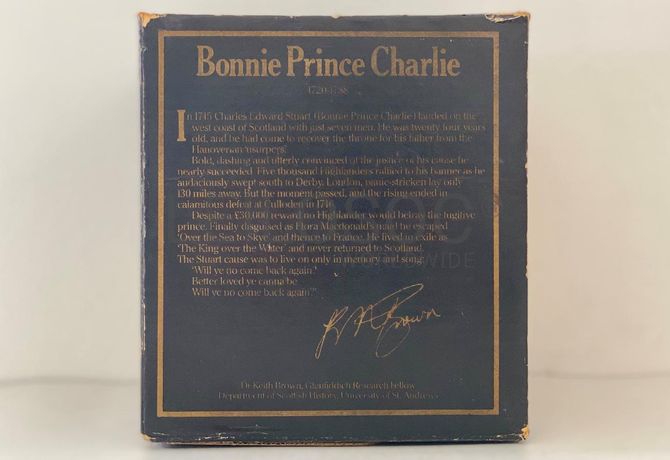 Bonnie Prince Charlie
1720-1788
In 1745 Charles Edward Stuart (Bonnie Prince Charlie) landed on the
west coast of Scotland with just seven men. He was twenty four years
old, and he had come to recover the throne for his father from the
Hanoverian 'usurpers'.
Bold, dashing and utterly convinced of the justice of his cause he
nearly succeeded. Five thousand Highlanders rallied to his banner as he
audaciously swept south to Derby. London, panic-stricken lay only
130 miles away. But the moment passed, and the rising ended in
calamitous defeat at Culloden in 1746.
Despite a £30,000 reward no Highlander would betray the fugitive
prince. Finally disguised as Flora Macdonald's maid he escaped
'Over the Sea to Skye' and thence to France. He lived in exile as
'The King over the Water' and never returned to Scotland.
The Stuart cause was to live on only in memory and song:
'Will ye no come back again,
Better loved ye canna be
Will ye no come back again?'
Brown
Dr Keith Brown, Glenfiddich Research Fellow
Department of Scottish History, University of St. Andrews
WORLDWIDE